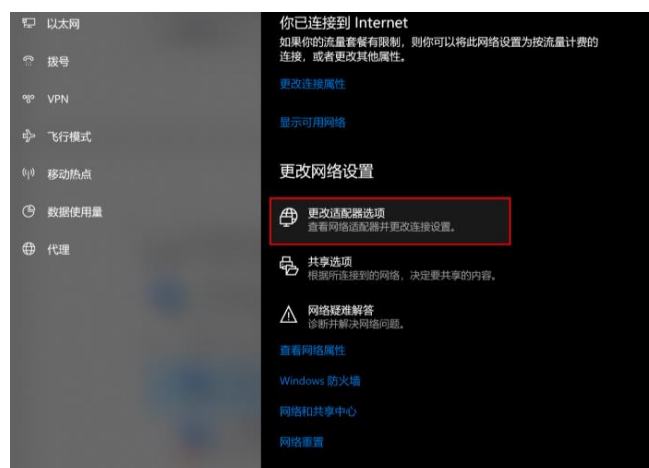 以太网
拨号
VPN
飞行模式
移动热点
数据使用量
代理
你已连接到 Internet
如果你的流量套餐有限制，则你可以将此网络设置为按流量计费的
连接，或者更改其他属性。
更改连接属性
显示可用网络
更改网络设置
更改适配器选项
查看网络适配器并更改连接设置。
共享选项
根据所连接到的网络，决定要共享的内容。
网络疑难解答
诊断并解决网络问题。
查看网络属性
Windows 防火墙
网络和共享中心
网络重置